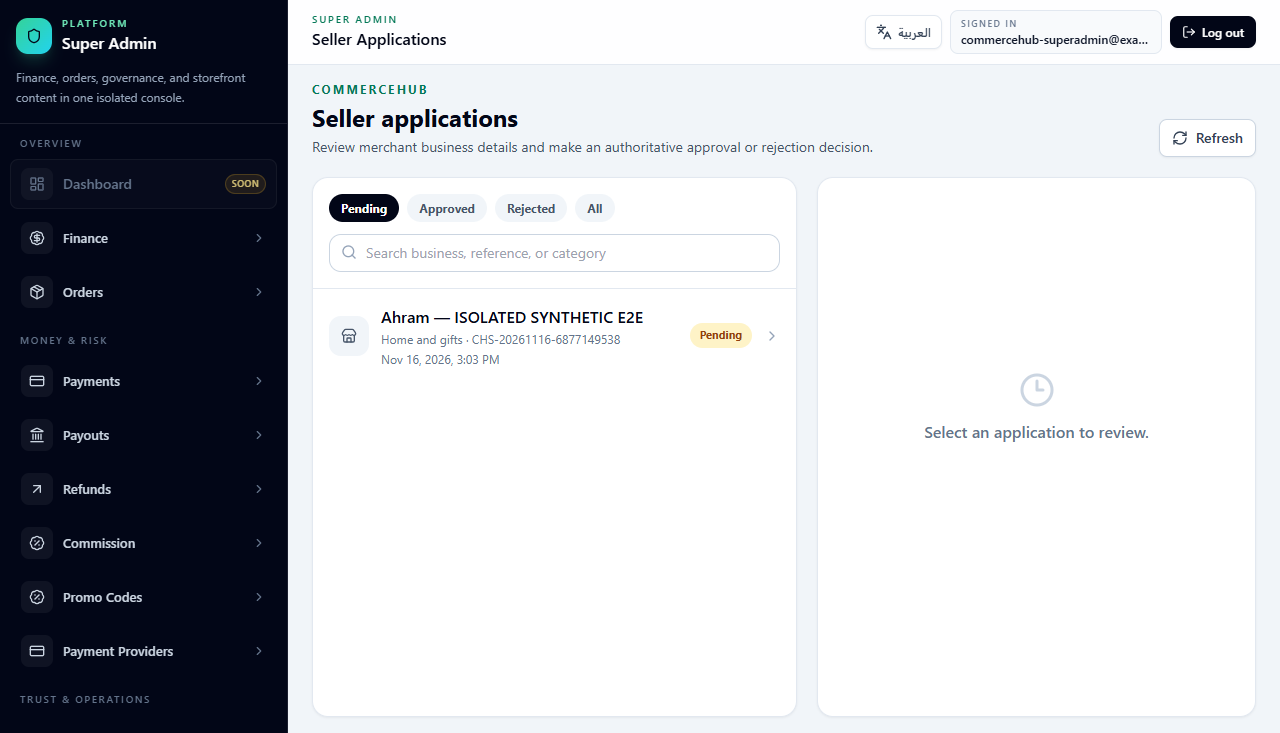 PLATFORM
Super Admin
Finance, orders, governance, and storefront
content in one isolated console.
OVERVIEW
Dashboard
SOON
Finance
Orders
MONEY & RISK
Payments
Payouts
Refunds
Commission
Promo Codes
Payment Providers
TRUST & OPERATIONS
SUPER ADMIN
Seller Applications
العربية
SIGNED IN
commercehub-superadmin@exa...
Log out
COMMERCEHUB
Seller applications
Review merchant business details and make an authoritative approval or rejection decision.
Refresh
Pending
Approved
Rejected
All
Search business, reference, or category
Ahram — ISOLATED SYNTHETIC E2E
Home and gifts · CHS-20261116-6877149538
Nov 16, 2026, 3:03 PM
Pending
Select an application to review.